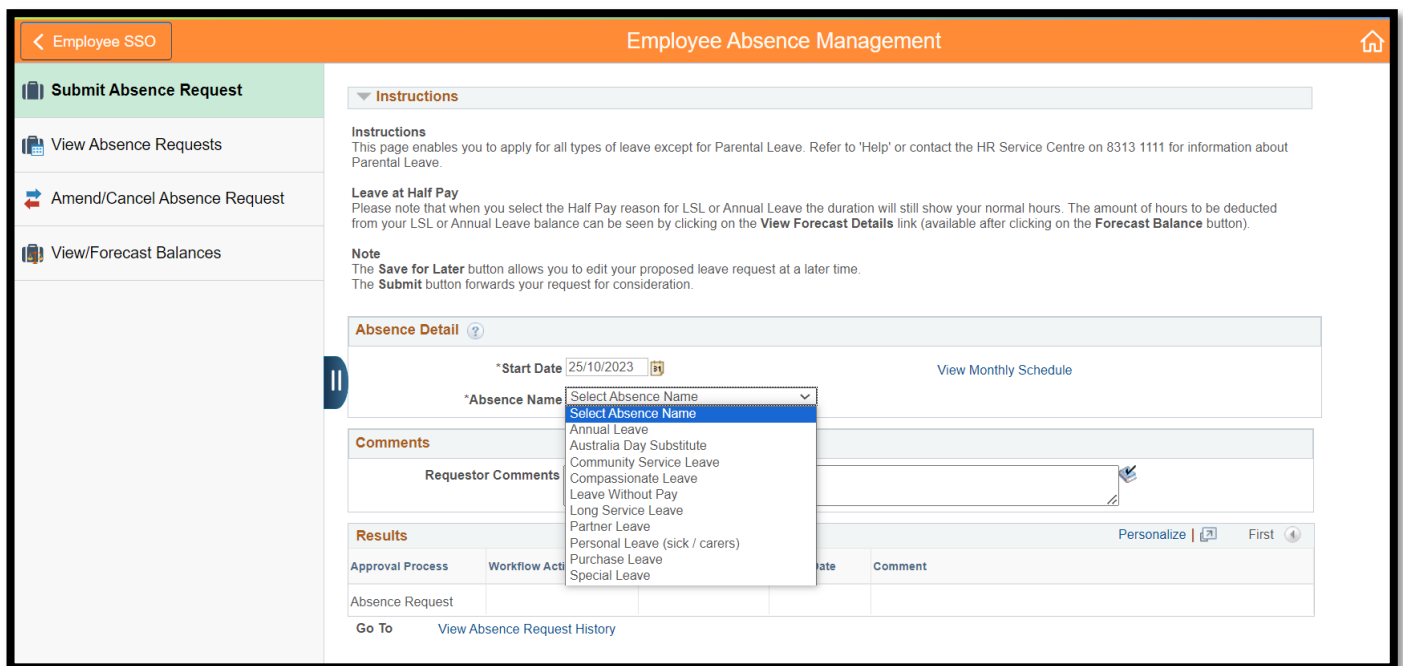 Employee SSO
Employee Absence Management
Submit Absence Request
View Absence Requests
Amend/Cancel Absence Request
View/Forecast Balances
Instructions
Instructions
This page enables you to apply for all types of leave except for Parental Leave. Refer to 'Help' or contact the HR Service Centre on 8313 1111 for information about
Parental Leave.
Leave at Half Pay
Please note that when you select the Half Pay reason for LSL or Annual Leave the duration will still show your normal hours. The amount of hours to be deducted
from your LSL or Annual Leave balance can be seen by clicking on the View Forecast Details link (available after clicking on the Forecast Balance button).
Note
The Save for Later button allows you to edit your proposed leave request at a later time.
The Submit button forwards your request for consideration.
Absence Detail ?
*Start Date 25/10/2023 31
View Monthly Schedule
*Absence Name Select Absence Name
Select Absence Name
Annual Leave
Australia Day Substitute
Community Service Leave
Compassionate Leave
Leave Without Pay
Long Service Leave
Partner Leave
Personal Leave (sick / carers)
Purchase Leave
Special Leave
Comments
Requestor Comments
Results
Personalize | First
Approval Process Workflow Acti ate Comment
Absence Request
Go To View Absence Request History